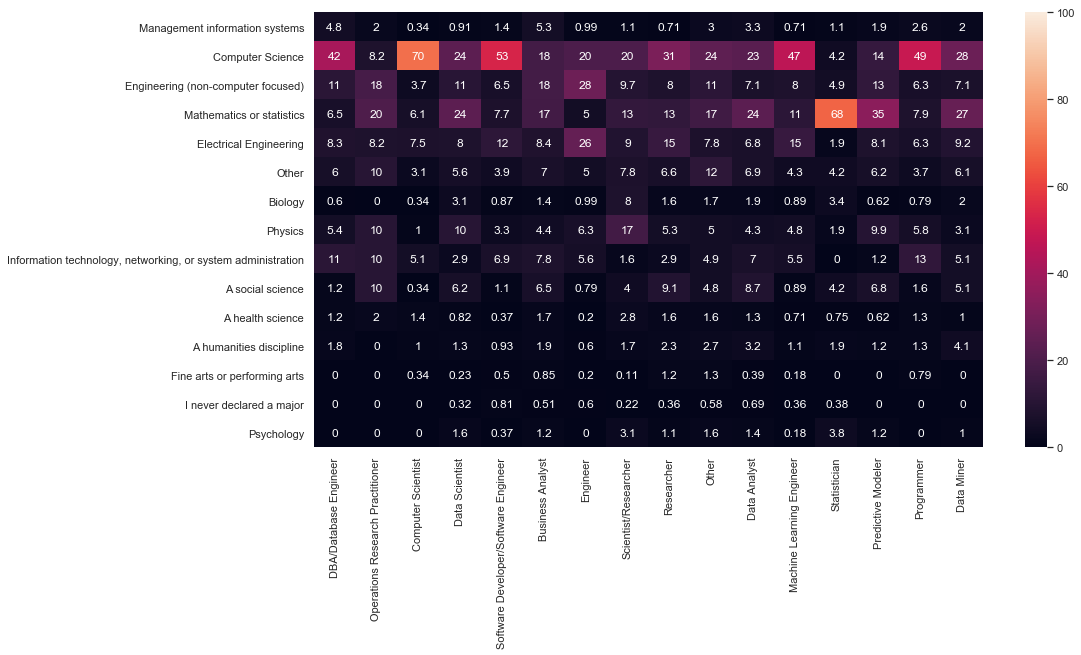 Management information systems 4.8 2 0.34 0.91 1.4 5.3 0.99 1.1 0.71 3 3.3 0.71 1.1 1.9 2.6 2
Computer Science 42 8.2 70 24 53 18 20 20 31 24 23 47 4.2 14 49 28
Engineering (non-computer focused) 11 18 3.7 11 6.5 18 28 9.7 8 11 7.1 8 4.9 13 6.3 7.1
Mathematics or statistics 6.5 20 6.1 24 7.7 17 5 13 13 17 24 11 68 35 7.9 27
Electrical Engineering 8.3 8.2 7.5 8 12 8.4 26 9 15 7.8 6.8 15 1.9 8.1 6.3 9.2
Other 6 10 3.1 5.6 3.9 7 5 7.8 6.6 12 6.9 4.3 4.2 6.2 3.7 6.1
Biology 0.6 0 0.34 3.1 0.87 1.4 0.99 8 1.6 1.7 1.9 0.89 3.4 0.62 0.79 2
Physics 5.4 10 1 10 3.3 4.4 6.3 17 5.3 5 4.3 4.8 1.9 9.9 5.8 3.1
Information technology, networking, or system administration 11 10 5.1 2.9 6.9 7.8 5.6 1.6 2.9 4.9 7 5.5 0 1.2 13 5.1
A social science 1.2 10 0.34 6.2 1.1 6.5 0.79 4 9.1 4.8 8.7 0.89 4.2 6.8 1.6 5.1
A health science 1.2 2 1.4 0.82 0.37 1.7 0.2 2.8 1.6 1.6 1.3 0.71 0.75 0.62 1.3 1
A humanities discipline 1.8 0 1 1.3 0.93 1.9 0.6 1.7 2.3 2.7 3.2 1.1 1.9 1.2 1.3 4.1
Fine arts or performing arts 0 0 0.34 0.23 0.5 0.85 0.2 0.11 1.2 1.3 0.39 0.18 0 0 0.79 0
I never declared a major 0 0 0 0.32 0.81 0.51 0.6 0.22 0.36 0.58 0.69 0.36 0.38 0 0 0
Psychology 0 0 0 1.6 0.37 1.2 0 3.1 1.1 1.6 1.4 0.18 3.8 1.2 0 1
DBA/Database Engineer
Operations Research Practitioner
Computer Scientist
Data Scientist
Software Developer/Software Engineer
Business Analyst
Engineer
Scientist/Researcher
Researcher
Other
Data Analyst
Machine Learning Engineer
Statistician
Predictive Modeler
Programmer
Data Miner
100
80
60
40
20
0